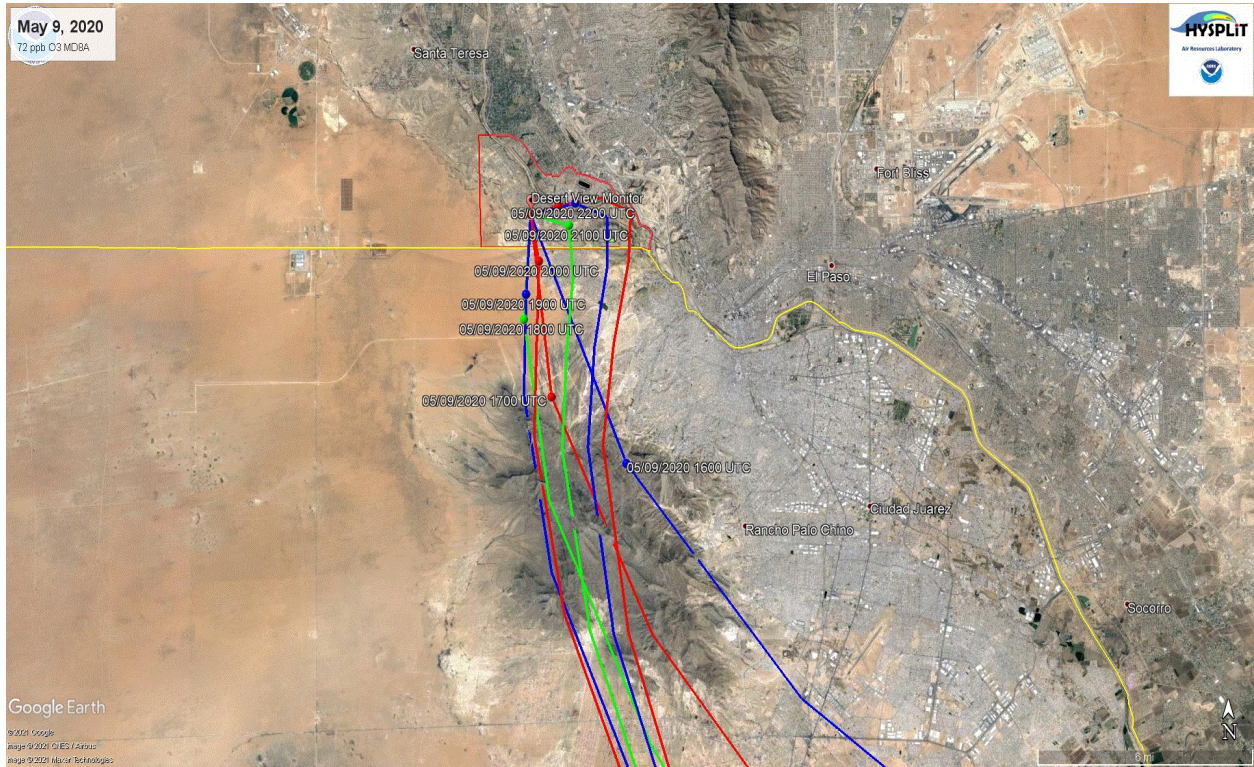 May 9, 2020
72 ppb O3 MD8A
HYSPLIT
Air Resources Laboratory
NOAA
Santa Teresa
Fort Bliss
Desert View Monitor
05/09/2020 2200 UTC
05/09/2020 2100 UTC
El Paso
05/09/2020 2000 UTC
05/09/2020 1900 UTC
05/09/2020 1800 UTC
05/09/2020 1700 UTC
05/09/2020 1600 UTC
Ciudad Juarez
Rancho Palo Chino
Socorro
Google Earth
©2021 Google
Image ©2021 CNES / Airbus
Image ©2021 Maxar Technologies
N
6 mi